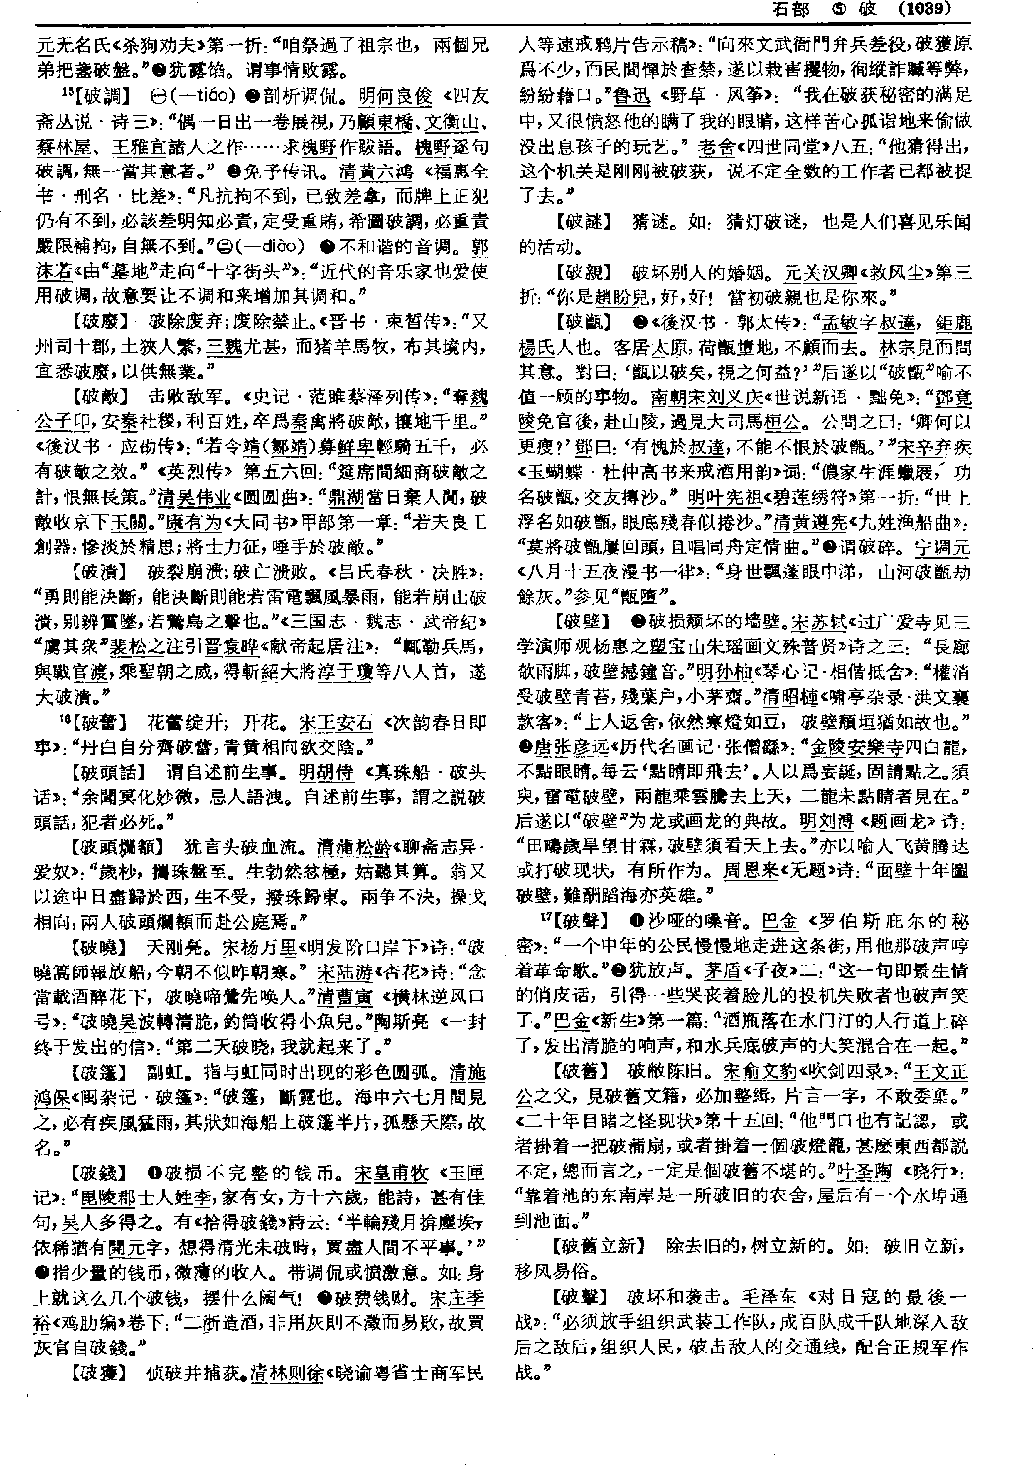 石部 ⑤ 破 (1039)
元无名氏《杀狗劝夫》第一折：“咱祭過了祖宗也，兩個兄
弟把盞破盤。”❷犹露馅。谓事情败露。
¹⁵【破調】 ㊀(—tiáo) ❶剖析调侃。明何良俊《四友
斋丛说·诗三》：“偶一日出一卷展視，乃顧東橋、文衡山、
蔡林屋、王雅宜諸人之作……求槐野作跋語。槐野逐句
破調，無一當其意者。” ❷免予传讯。清黄六鸿《福惠全
书·刑名·比差》：“凡抗拘不到，已致差拿，而牌上正犯
仍有不到，必該差明知必責，定受重賄，希圖破調，必重責
嚴限補拘，自無不到。”㊁(—diào) ❶不和谐的音调。郭
沫若《由“墓地”走向“十字街头”》：“近代的音乐家也爱使
用破调，故意要让不调和来增加其调和。”
【破廢】 破除废弃；废除禁止。《晋书·束皙传》：“又
州司十郡，土狹人繁，三魏尤甚，而猪羊馬牧，布其境内，
宜悉破廢，以供無業。”
【破敵】 击败敌军。《史记·范雎蔡泽列传》：“奪魏
公子卬，安秦社稷，利百姓，卒爲秦禽將破敵，攘地千里。”
《後汉书·应劭传》：“若令靖(鄒靖)募鮮卑輕騎五千，必
有破敵之效。”《英烈传》第五六回：“筵席間細商破敵之
計，恨無長策。”清吴伟业《圆圆曲》：“鼎湖當日棄人間，破
敵收京下玉關。”康有为《大同书》甲部第一章：“若夫良工
創器：慘淡於精思；將士力征，唾手於破敵。”
【破潰】 破裂崩溃；破亡溃败。《吕氏春秋·决胜》：
“勇則能決斷，能決斷則能若雷電飄風暴雨，能若崩山破
潰，别辨霣墜，若鷙鳥之擊也。”《三国志·魏志·武帝纪》
“虜其衆”裴松之注引晋袁晔《献帝起居注》：“輒勒兵馬，
與戰官渡，乘聖朝之威，得斬紹大將淳于瓊等八人首，遂
大破潰。”
¹⁶【破蕾】 花蕾绽开；开花。宋王安石《次韵春日即
事》：“丹白自分齊破蕾，青黄相向欲交陰。”
【破頭話】 谓自述前生事。明胡侍《真珠船·破头
话》：“余聞冥化妙微，忌人語洩。自述前生事，謂之説破
頭話，犯者必死。”
【破頭爛額】 犹言头破血流。清蒲松龄《聊斋志异·
爱奴》：“歲杪，攜珠盤至。生勃然忿極，姑聽其算。翁又
以途中日盡歸於西，生不受，撥珠歸東。兩争不決，操戈
相向，兩人破頭爛額而赴公庭焉。”
【破曉】 天刚亮。宋杨万里《明发阶口岸下》诗：“破
曉篙師報放船，今朝不似昨朝寒。”宋陆游《杏花》诗：“念
當載酒醉花下，破曉啼鶯先唤人。”清曹寅《横林逆风口
号》：“破曉吴波轉清脆，釣筒收得小魚兒。”陶斯亮《一封
终于发出的信》：“第二天破晓，我就起来了。”
【破篷】 副虹。指与虹同时出现的彩色圆弧。清施
鸿保《闽杂记·破篷》：“破篷，斷霓也。海中六七月間見
之，必有疾風猛雨，其狀如海船上破篷半片，孤懸天際，故
名。”
【破錢】 ❶破损不完整的钱币。宋皇甫牧《玉匣
记》：“毘陵郡士人姓李，家有女，方十六歲，能詩，甚有佳
句，吴人多得之。有《拾得破錢》詩云：‘半輪殘月掩塵埃，
依稀猶有開元字，想得清光未破時，買盡人間不平事。’”
❷指少量的钱币，微薄的收入。带调侃或愤激意。如：身
上就这么几个破钱，摆什么阔气！❸破费钱财。宋庄季
裕《鸡肋编》卷下：“二浙造酒，非用灰則不澂而易敗，故買
灰官自破錢。”
【破獲】 侦破并捕获。清林则徐《晓谕粤省士商军民
人等速戒鸦片告示稿》：“向來文武衙門弁兵差役，破獲原
爲不少，而民間憚於查禁，遂以栽害攫物，徇縱詐贓等弊，
紛紛藉口。”鲁迅《野草·风筝》：“我在破获秘密的满足
中，又很愤怒他的瞒了我的眼睛，这样苦心孤诣地来偷做
没出息孩子的玩艺。”老舍《四世同堂》八五：“他猜得出，
这个机关是刚刚被破获，说不定全数的工作者已都被捉
了去。”
【破謎】 猜谜。如：猜灯破谜，也是人们喜见乐闻
的活动。
【破親】 破坏别人的婚姻。元关汉卿《救风尘》第三
折：“你是趙盼兒，好，好！當初破親也是你來。”
【破甑】 ❶《後汉书·郭太传》：“孟敏字叔達，鉅鹿
楊氏人也。客居太原，荷甑墮地，不顧而去。林宗見而問
其意。對曰：‘甑以破矣，視之何益？’”后遂以“破甑”喻不
值一顾的事物。南朝宋刘义庆《世说新语·黜免》：“鄧竟
陵免官後，赴山陵，過見大司馬桓公。公問之曰：‘卿何以
更瘦？’鄧曰：‘有愧於叔達，不能不恨於破甑。’”宋辛弃疾
《玉蝴蝶·杜仲高书来戒酒用韵》词：“儂家生涯蠟屐，功
名破甑，交友摶沙。”明叶宪祖《碧莲绣符》第一折：“世上
浮名如破甑，眼底殘春似捲沙。”清黄遵宪《九姓渔船曲》：
“莫將破甑屢回頭，且唱同舟定情曲。”❷谓破碎。宁调元
《八月十五夜漫书一律》：“身世飄蓬眼中涕，山河破甑劫
餘灰。”参见“甑墮”。
【破壁】 ❶破损颓坏的墙壁。宋苏轼《过广爱寺见三
学演师观杨惠之塑宝山朱瑶画文殊普贤》诗之三：“長廊
欹雨脚，破壁撼鐘音。”明孙柚《琴心记·相偕抵舍》：“權消
受破壁青苔，殘葉户，小茅齋。”清昭槤《啸亭杂录·洪文襄
款客》：“上人返舍，依然寒燈如豆，破壁頹垣猶如故也。”
❷唐张彦远《历代名画记·张僧繇》：“金陵安樂寺四白龍，
不點眼睛。每云‘點睛即飛去’。人以爲妄誕，固請點之。須
臾，雷電破壁，兩龍乘雲騰去上天，二龍未點睛者見在。”
后遂以“破壁”为龙或画龙的典故。明刘溥《题画龙》诗：
“田疇歲旱望甘霖，破壁須看天上去。”亦以喻人飞黄腾达
或打破现状，有所作为。周恩来《无题》诗：“面壁十年圖
破壁，難酬蹈海亦英雄。”
¹⁷【破聲】 ❶沙哑的嗓音。巴金《罗伯斯庇尔的秘
密》：“一个中年的公民慢慢地走进这条街，用他那破声哼
着革命歌。”❷犹放声。茅盾《子夜》二：“这一句即景生情
的俏皮话，引得一些哭丧着脸儿的投机失败者也破声笑
了。”巴金《新生》第一篇：“酒瓶落在水门汀的人行道上碎
了，发出清脆的响声，和水兵底破声的大笑混合在一起。”
【破舊】 破敝陈旧。宋俞文豹《吹剑四录》：“王文正
公之父，見破舊文籍，必加整緝，片言一字，不敢委棄。”
《二十年目睹之怪现状》第十五回：“他門口也有記認，或
者掛着一把破蒲扇，或者掛着一個破燈籠，甚麼東西都說
不定，總而言之，一定是個破舊不堪的。”叶圣陶《晓行》：
“靠着池的东南岸是一所破旧的农舍，屋后有一个水埠通
到池面。”
【破舊立新】 除去旧的，树立新的。如：破旧立新，
移风易俗。
【破擊】 破坏和袭击。毛泽东《对日寇的最後一
战》：“必须放手组织武装工作队，成百队成千队地深入敌
后之敌后，组织人民，破击敌人的交通线，配合正规军作
战。”